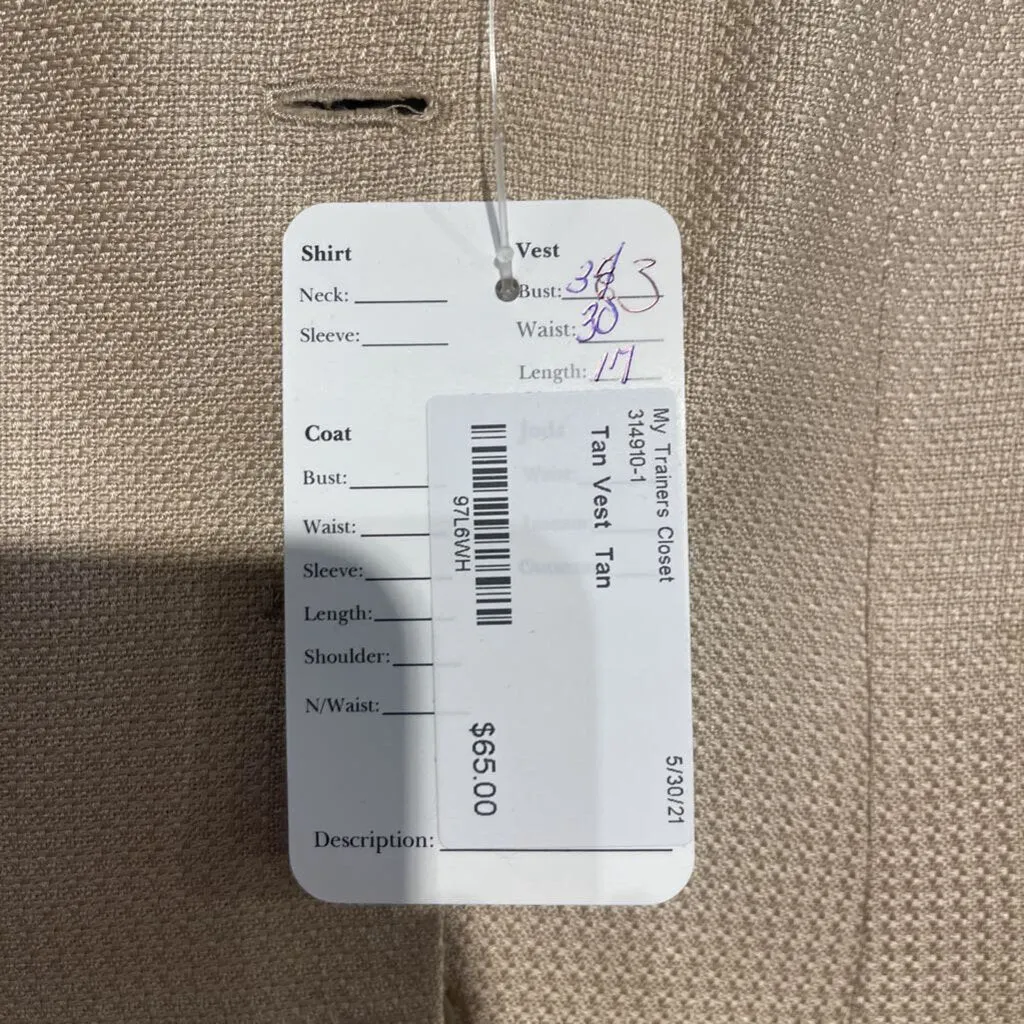 Shirt
Neck:
Sleeve:
Vest
Bust: 3
Waist: 30
Length: 17
Coat
Bust:
Waist:
Sleeve:
Length:
Shoulder:
N/Waist:
Description:
My Trainers Closet
314910-1
Tan Vest Tan
97L6WH
$65.00
5/30/21